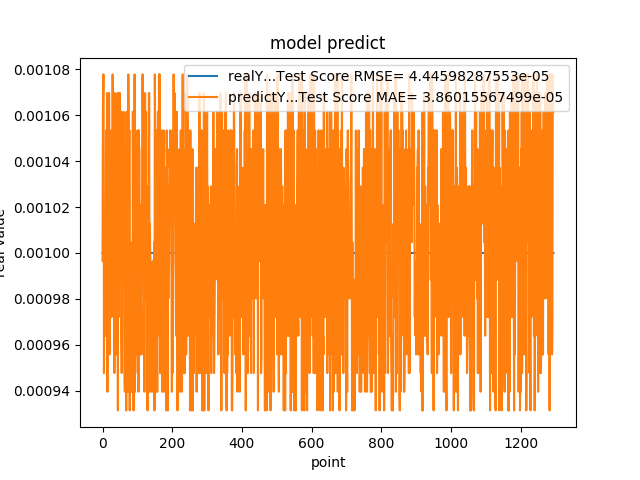 model predict
realY...Test Score RMSE= 4.44598287553e-05
predictY...Test Score MAE= 3.86015567499e-05
0.00108
0.00106
0.00104
0.00102
0.00100
0.00098
0.00096
0.00094
real value
0 200 400 600 800 1000 1200
point